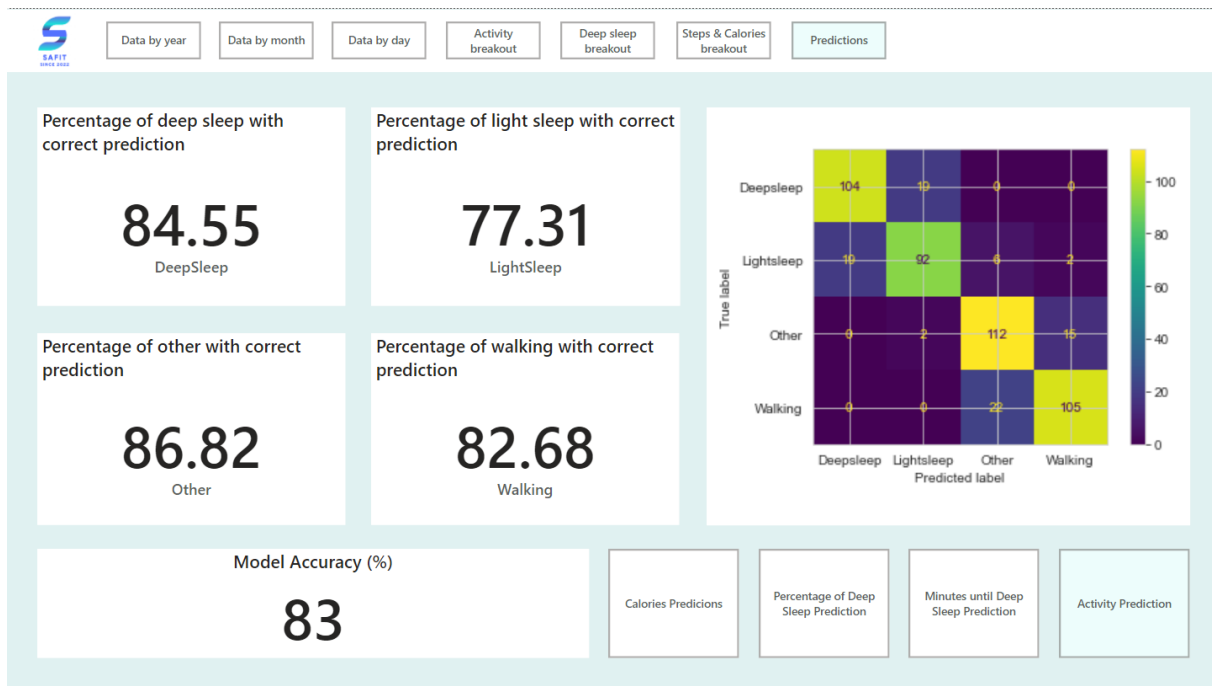 SAFIT
SINCE 2022
Data by year
Data by month
Data by day
Activity
breakout
Deep sleep
breakout
Steps & Calories
breakout
Predictions
Percentage of deep sleep with
correct prediction
84.55
DeepSleep
Percentage of light sleep with correct
prediction
77.31
LightSleep
Percentage of other with correct
prediction
86.82
Other
Percentage of walking with correct
prediction
82.68
Walking
True label
Deepsleep 104 19 0 0
Lightsleep 19 92 6 2
Other 0 2 112 15
Walking 0 0 22 105
Deepsleep Lightsleep Other Walking
Predicted label
100
80
60
40
20
0
Model Accuracy (%)
83
Calories Predicions
Percentage of Deep
Sleep Prediction
Minutes until Deep
Sleep Prediction
Activity Prediction